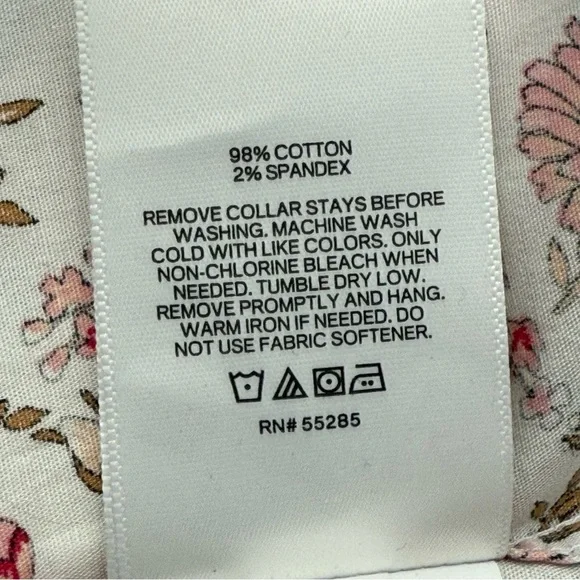 98% COTTON
2% SPANDEX
REMOVE COLLAR STAYS BEFORE
WASHING. MACHINE WASH
COLD WITH LIKE COLORS. ONLY
NON-CHLORINE BLEACH WHEN
NEEDED. TUMBLE DRY LOW.
REMOVE PROMPTLY AND HANG.
WARM IRON IF NEEDED. DO
NOT USE FABRIC SOFTENER.
RN# 55285